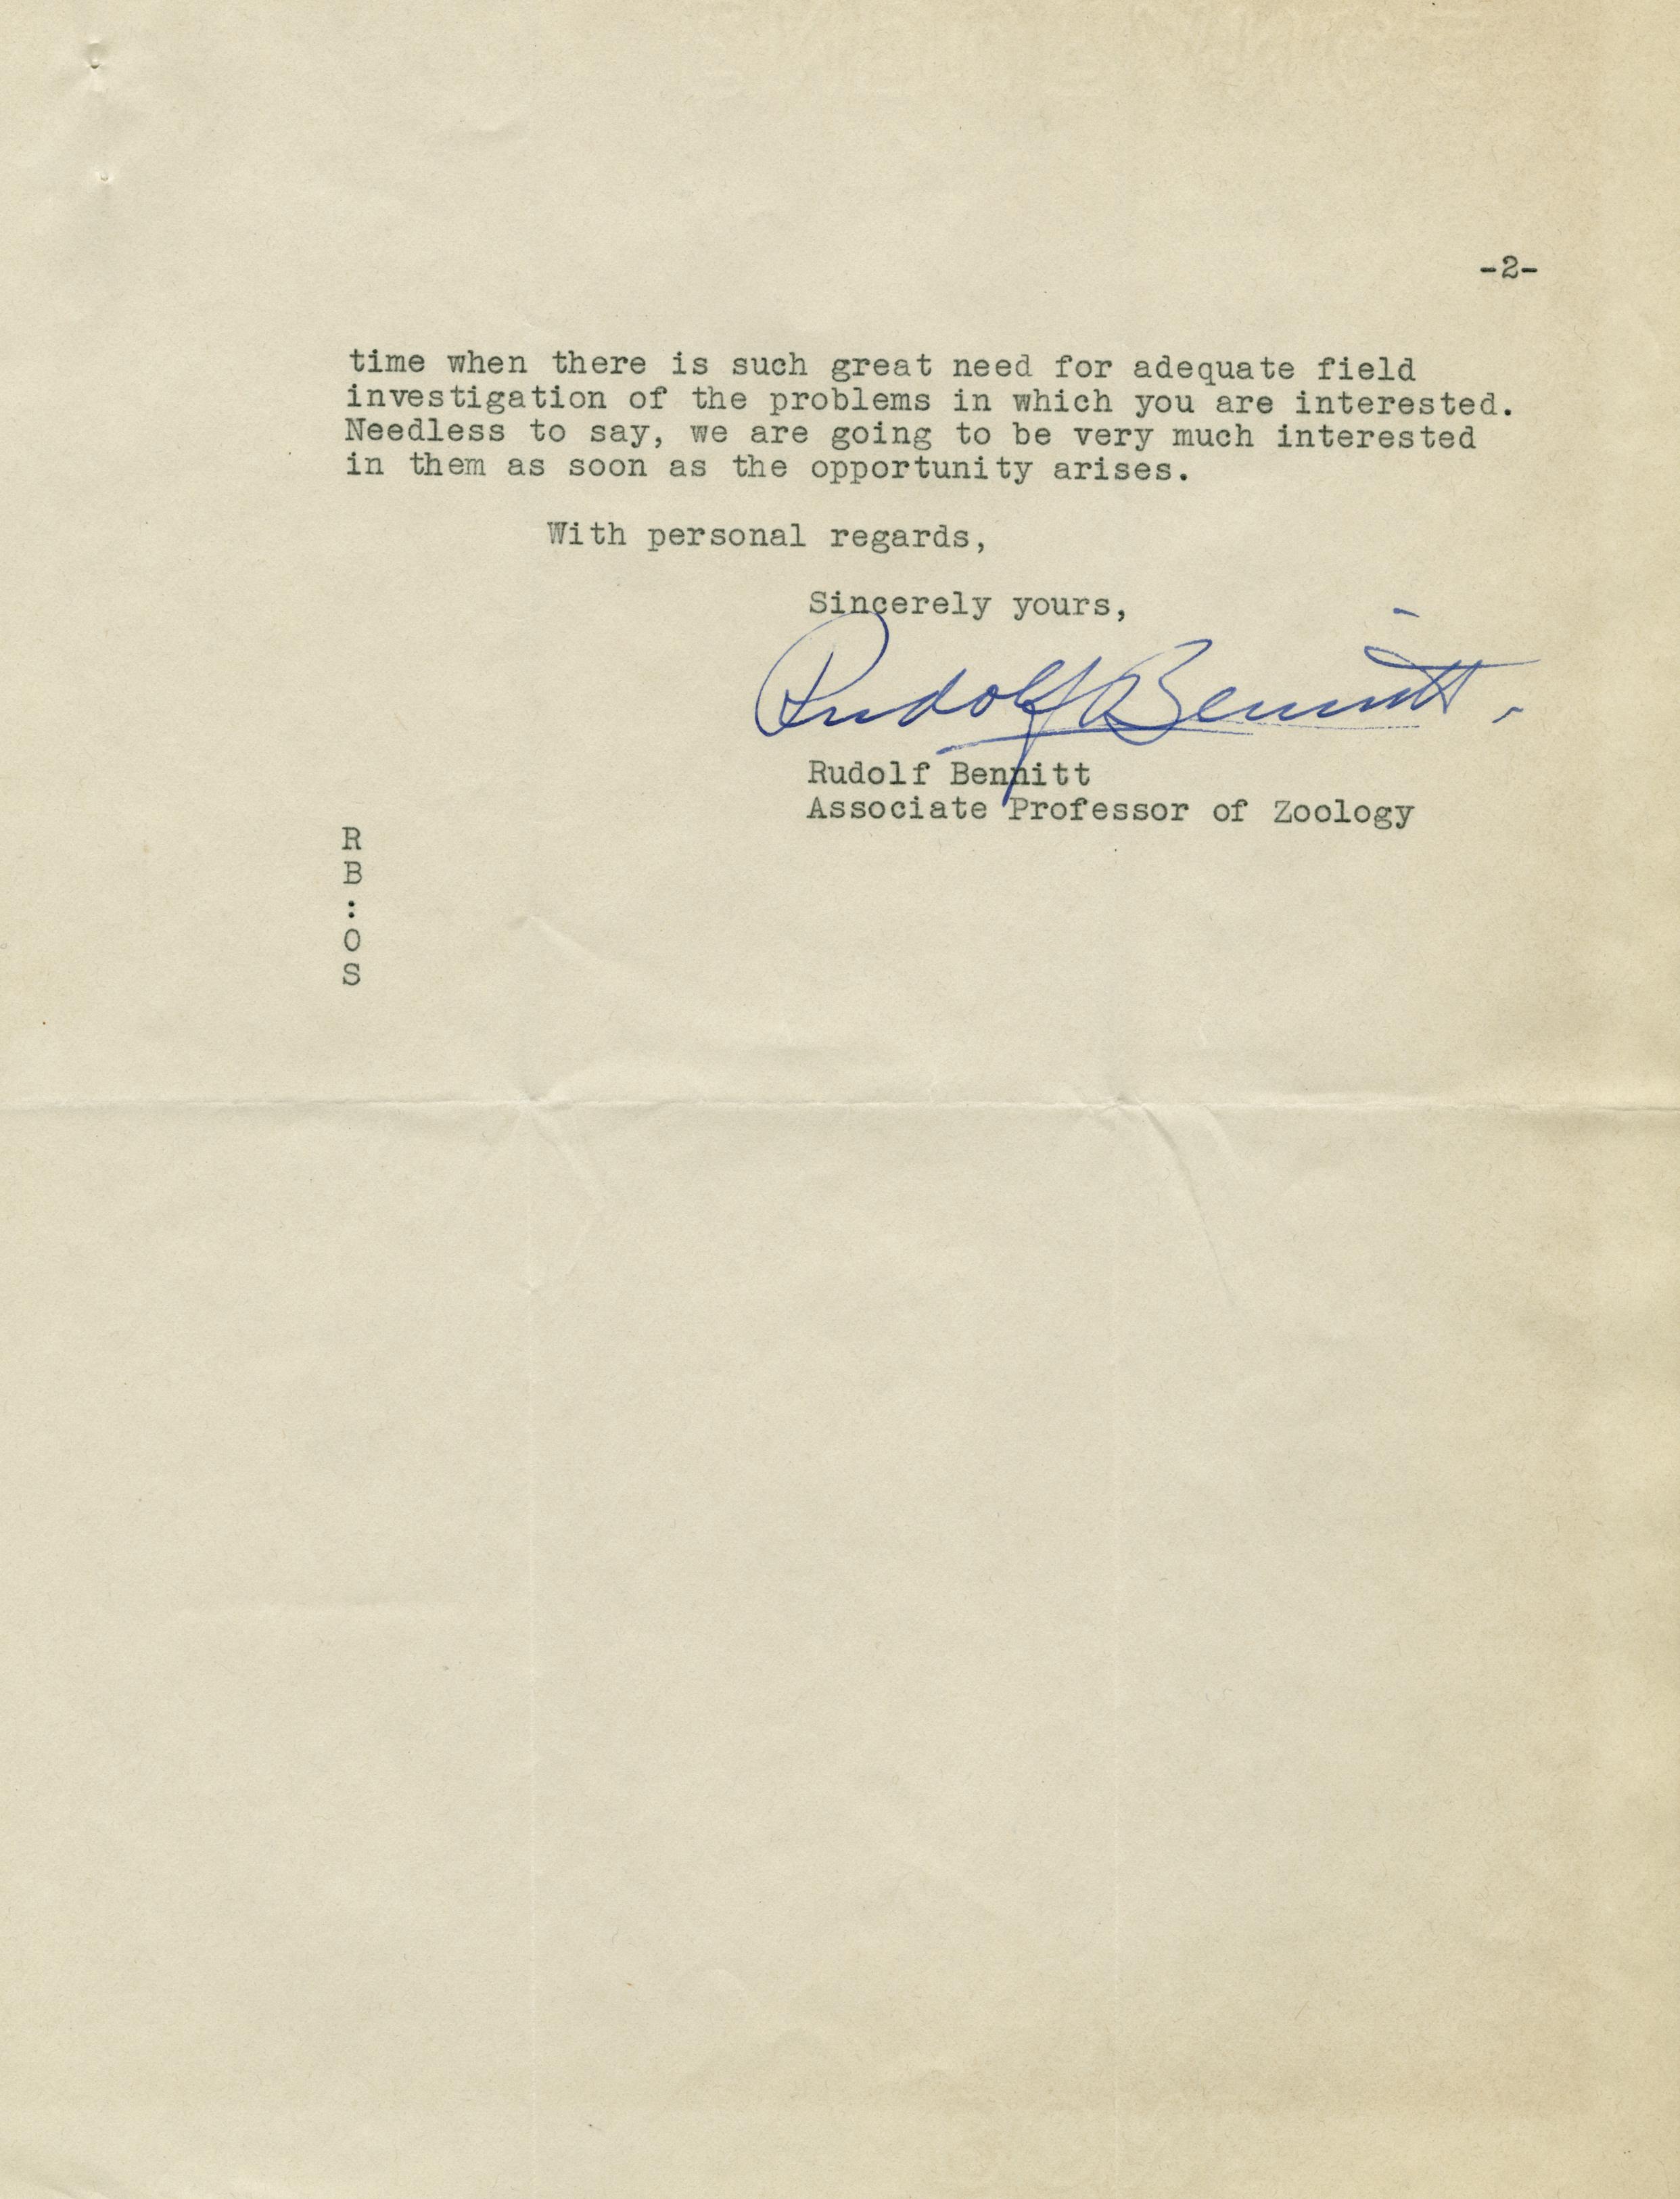 -2-
time when there is such great need for adequate field
investigation of the problems in which you are interested.
Needless to say, we are going to be very much interested
in them as soon as the opportunity arises.
With personal regards,
Sincerely yours,
Rudolf Bennitt.
Rudolf Bennitt
Associate Professor of Zoology
R
B
:
O
S